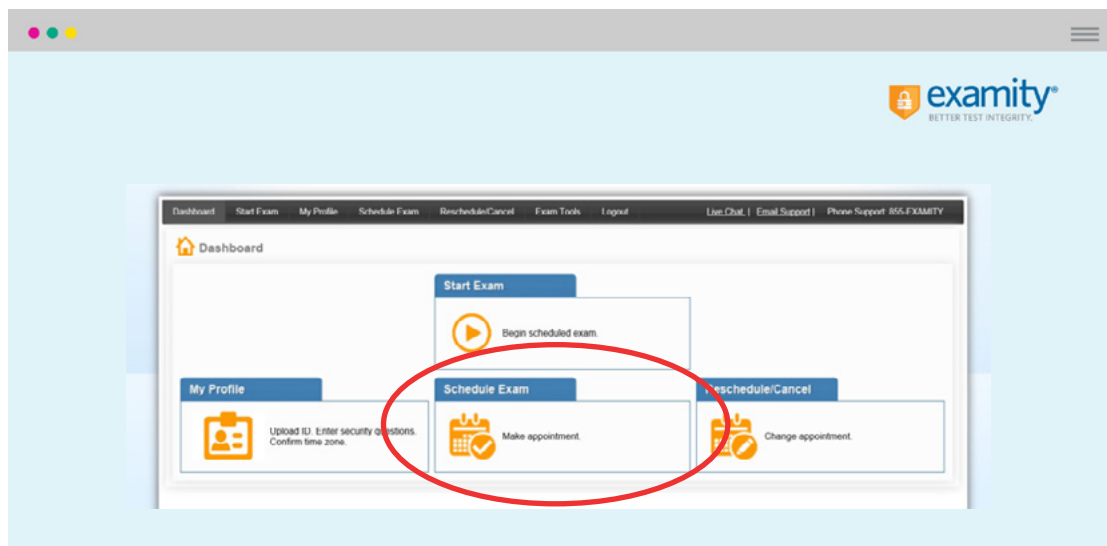 examity®
BETTER TEST INTEGRITY.
Dashboard Start Exam My Profile Schedule Exam Reschedule/Cancel Exam Tools Logout Live Chat | Email Support | Phone Support 855-EXAMITY
Dashboard
Start Exam
Begin scheduled exam.
My Profile
Upload ID. Enter security questions.
Confirm time zone.
Schedule Exam
Make appointment.
Reschedule/Cancel
Change appointment.